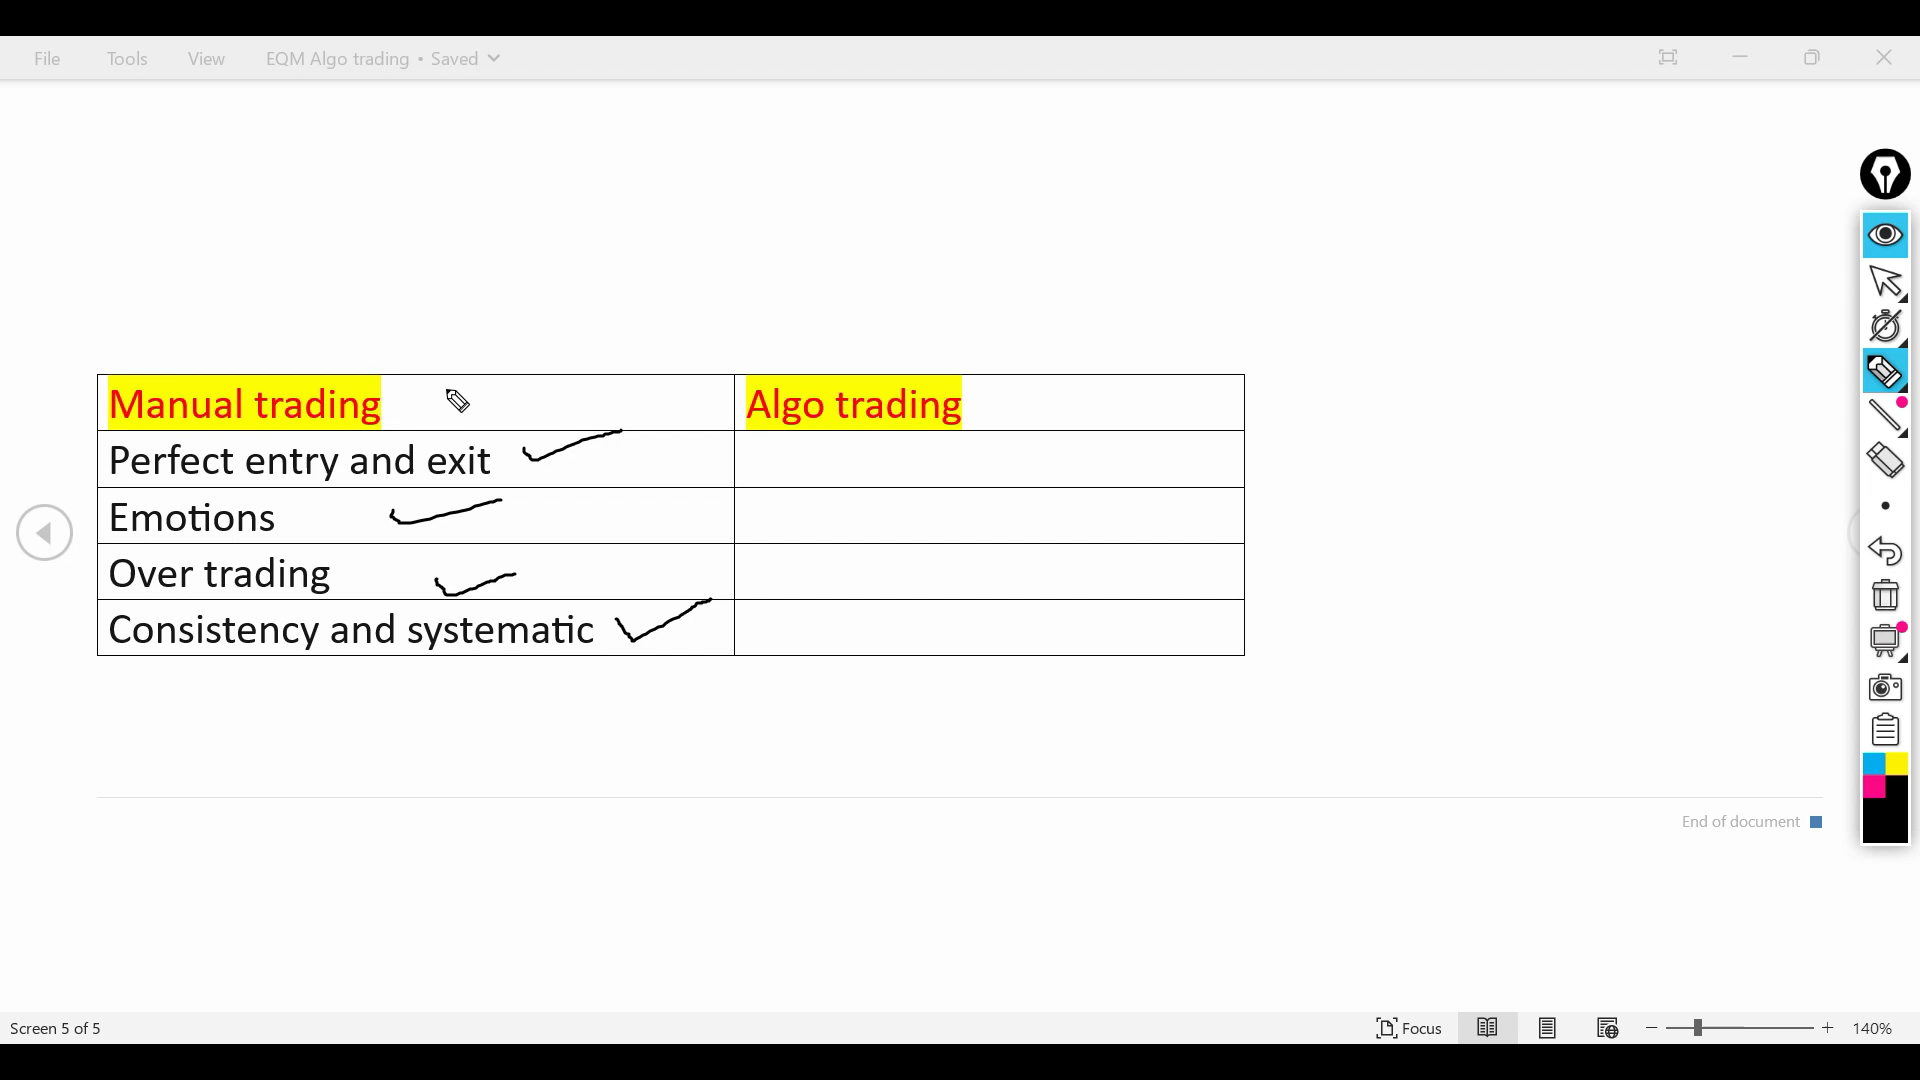 File Tools View EQM Algo trading • Saved
Manual trading Algo trading
Perfect entry and exit
Emotions
Over trading
Consistency and systematic
End of document
Screen 5 of 5 Focus 140%